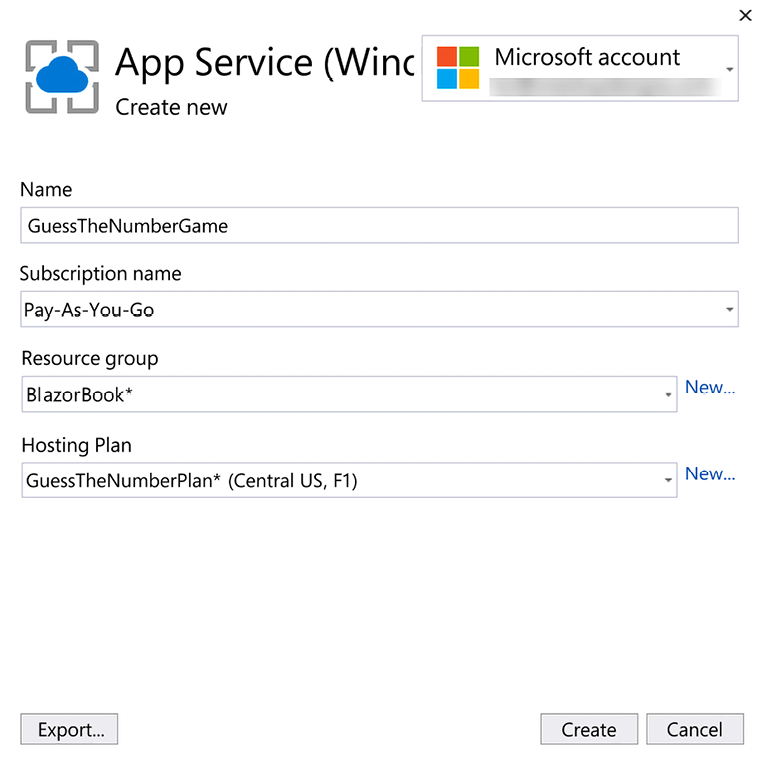 App Service (Winc
Create new
Microsoft account
Name
GuessTheNumberGame
Subscription name
Pay-As-You-Go
Resource group
BlazorBook*
New...
Hosting Plan
GuessTheNumberPlan* (Central US, F1)
New...
Export...
Create
Cancel